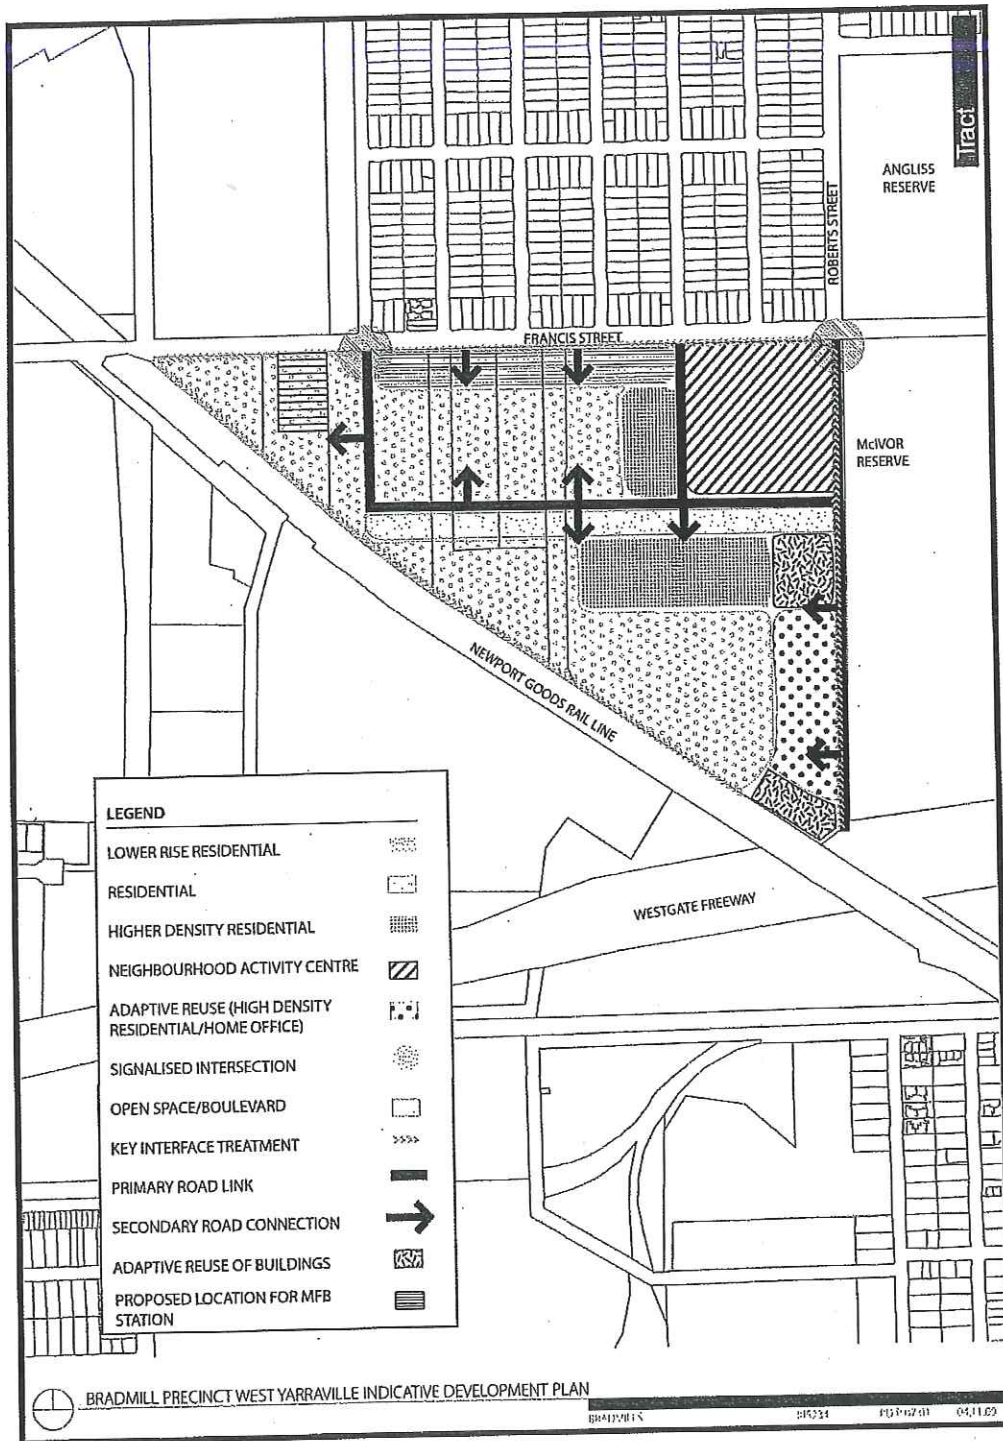 Tract
ANGLISS
RESERVE
ROBERTS STREET
FRANCIS STREET
McIVOR
RESERVE
NEWPORT GOODS RAIL LINE
WESTGATE FREEWAY
LEGEND
LOWER RISE RESIDENTIAL
RESIDENTIAL
HIGHER DENSITY RESIDENTIAL
NEIGHBOURHOOD ACTIVITY CENTRE
ADAPTIVE REUSE (HIGH DENSITY
RESIDENTIAL/HOME OFFICE)
SIGNALISED INTERSECTION
OPEN SPACE/BOULEVARD
KEY INTERFACE TREATMENT
PRIMARY ROAD LINK
SECONDARY ROAD CONNECTION
ADAPTIVE REUSE OF BUILDINGS
PROPOSED LOCATION FOR MFB
STATION
BRADMILL PRECINCT WEST YARRAVILLE INDICATIVE DEVELOPMENT PLAN